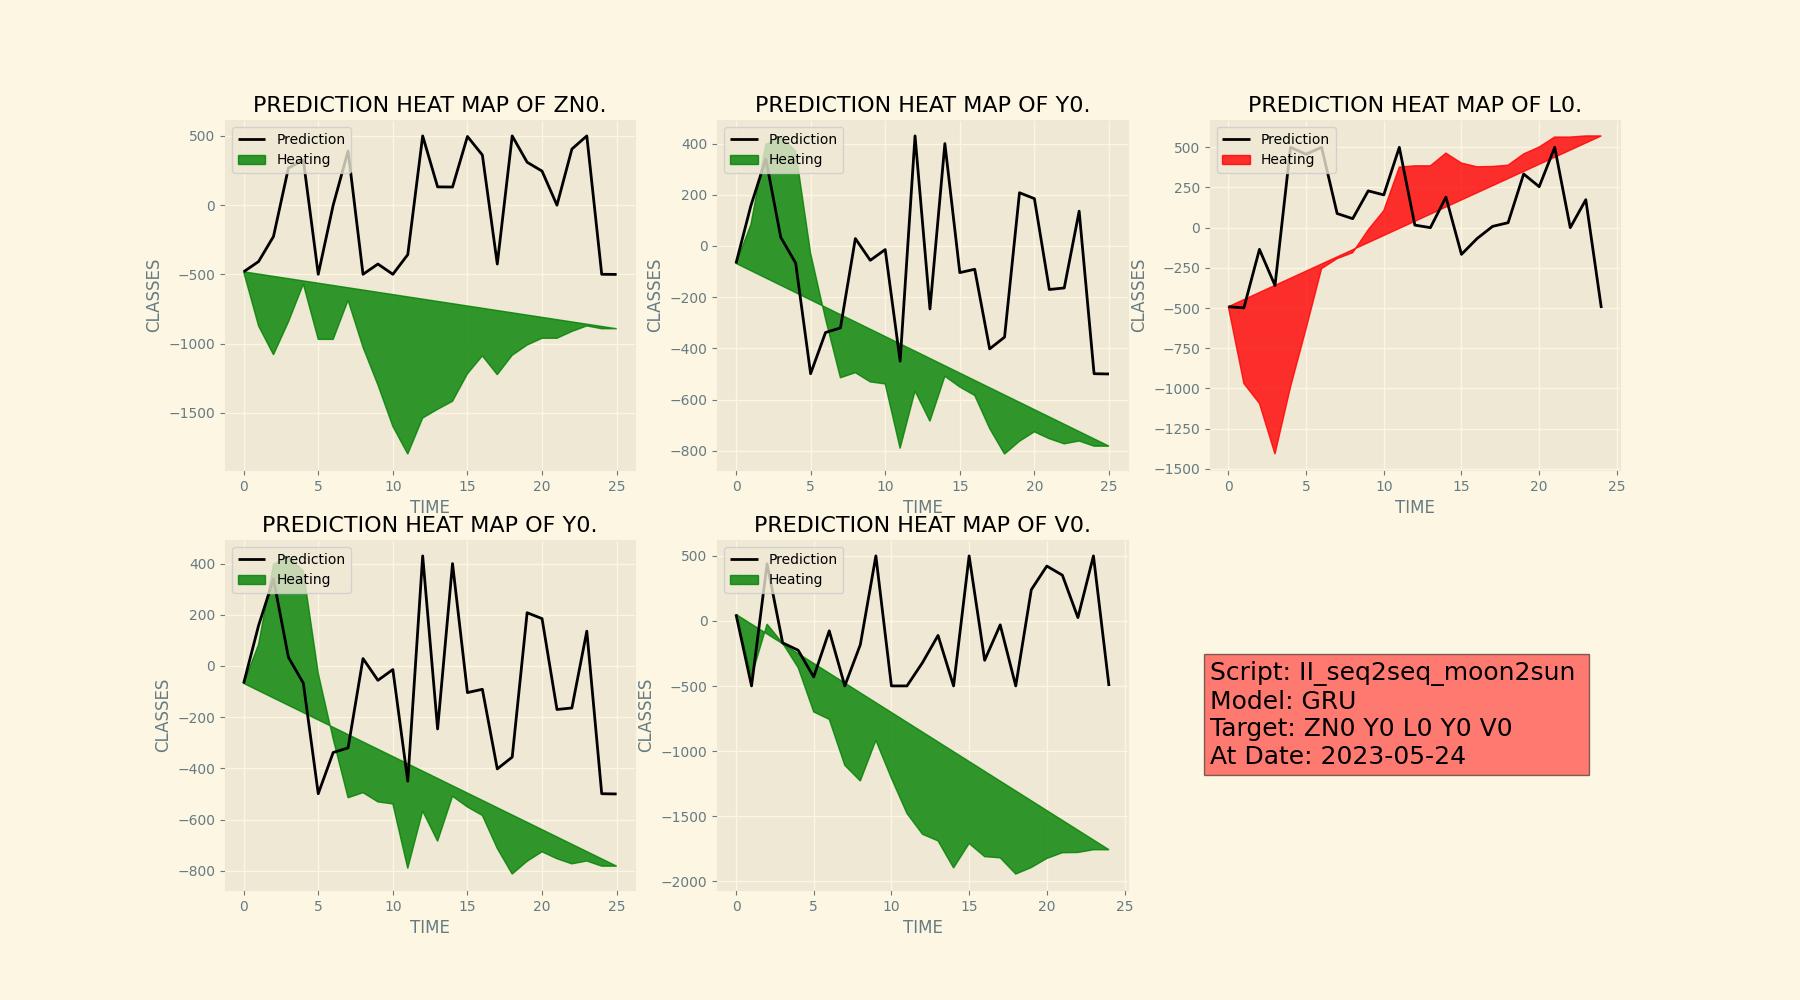 PREDICTION HEAT MAP OF ZN0.
Prediction
Heating
500
0
−500
−1000
−1500
CLASSES
0 5 10 15 20 25
TIME
PREDICTION HEAT MAP OF Y0.
Prediction
Heating
400
200
0
−200
−400
−600
−800
CLASSES
0 5 10 15 20 25
TIME
PREDICTION HEAT MAP OF L0.
Prediction
Heating
500
250
0
−250
−500
−750
−1000
−1250
−1500
CLASSES
0 5 10 15 20 25
TIME
PREDICTION HEAT MAP OF Y0.
Prediction
Heating
400
200
0
−200
−400
−600
−800
CLASSES
0 5 10 15 20 25
TIME
PREDICTION HEAT MAP OF V0.
Prediction
Heating
500
0
−500
−1000
−1500
−2000
CLASSES
0 5 10 15 20 25
TIME
Script: II_seq2seq_moon2sun
Model: GRU
Target: ZN0 Y0 L0 Y0 V0
At Date: 2023-05-24